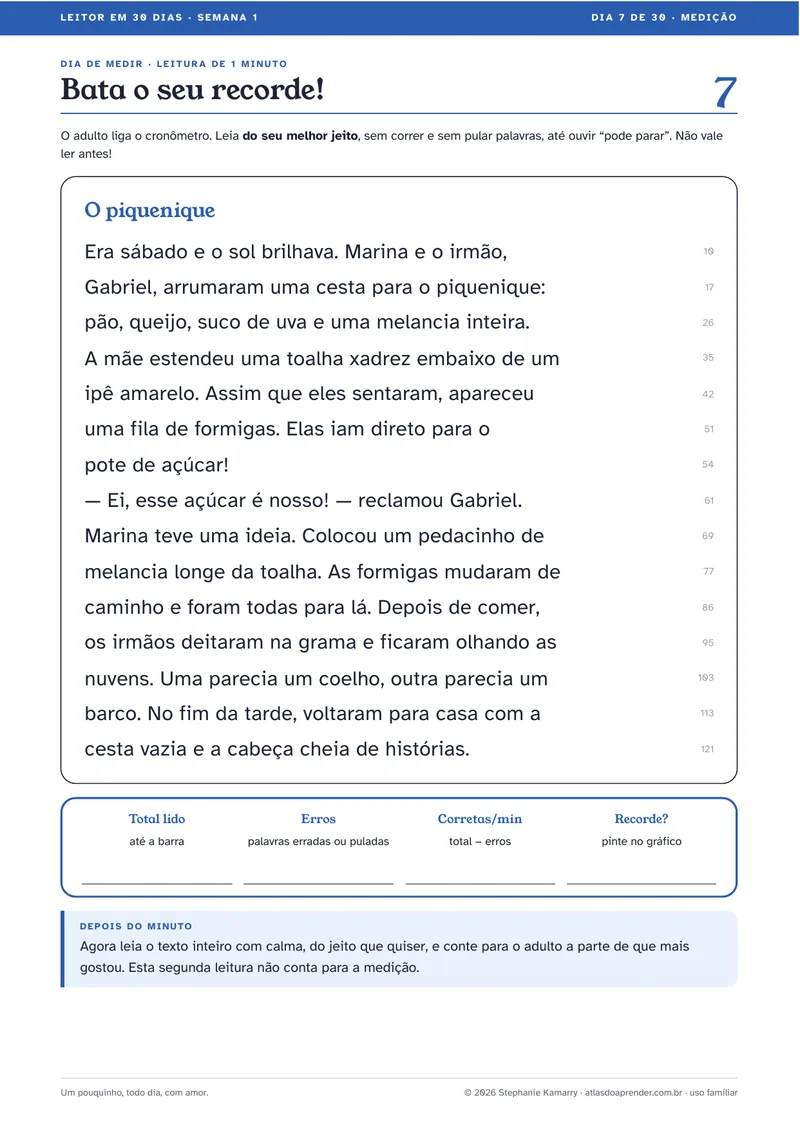 LEITOR EM 30 DIAS · SEMANA 1
DIA 7 DE 30 · MEDIÇÃO
DIA DE MEDIR · LEITURA DE 1 MINUTO
Bata o seu recorde!
7
O adulto liga o cronômetro. Leia do seu melhor jeito, sem correr e sem pular palavras, até ouvir “pode parar”. Não vale
ler antes!
O piquenique
Era sábado e o sol brilhava. Marina e o irmão, 10
Gabriel, arrumaram uma cesta para o piquenique: 17
pão, queijo, suco de uva e uma melancia inteira. 26
A mãe estendeu uma toalha xadrez embaixo de um 35
ipê amarelo. Assim que eles sentaram, apareceu 42
uma fila de formigas. Elas iam direto para o 51
pote de açúcar! 54
— Ei, esse açúcar é nosso! — reclamou Gabriel. 61
Marina teve uma ideia. Colocou um pedacinho de 69
melancia longe da toalha. As formigas mudaram de 77
caminho e foram todas para lá. Depois de comer, 86
os irmãos deitaram na grama e ficaram olhando as 95
nuvens. Uma parecia um coelho, outra parecia um 103
barco. No fim da tarde, voltaram para casa com a 113
cesta vazia e a cabeça cheia de histórias. 121
Total lido
até a barra
Erros
palavras erradas ou puladas
Corretas/min
total – erros
Recorde?
pinte no gráfico
DEPOIS DO MINUTO
Agora leia o texto inteiro com calma, do jeito que quiser, e conte para o adulto a parte de que mais
gostou. Esta segunda leitura não conta para a medição.
Um pouquinho, todo dia, com amor.
© 2026 Stephanie Kamarry · atlasdoaprender.com.br · uso familiar